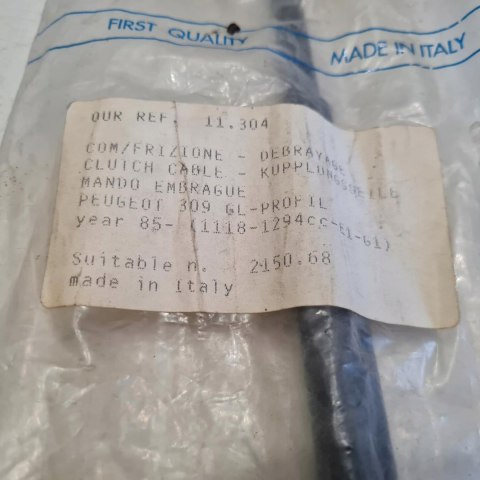 FIRST QUALITY
MADE IN ITALY
OUR REF. 11.304
COM/FRIZIONE - DEBRAYAGE
CLUTCH CABLE - KUPPLUNGSSEILE
MANDO EMBRAGUE
PEUGEOT 309 GL-PROFIL
year 85- (1118-1294CC-E1-G1)
Suitable n. 2150.68
made in Italy